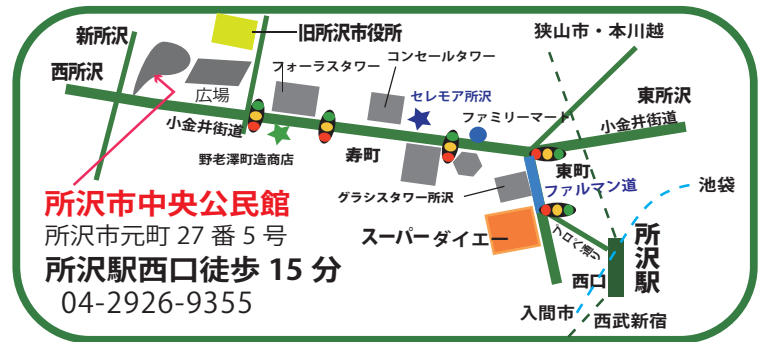 新所沢
旧所沢市役所
狭山市・本川越
西所沢
フォーラスタワー
コンセールタワー
広場
セレモア所沢
東所沢
小金井街道
ファミリーマート
小金井街道
野老澤町造商店
寿町
東町
グラシスタワー所沢
ファルマン道
池袋
所沢市中央公民館
所沢市元町 27 番 5 号
スーパーダイエー
プロペ通り
所沢駅
所沢駅西口徒歩 15 分
西口
04-2926-9355
入間市
西武新宿